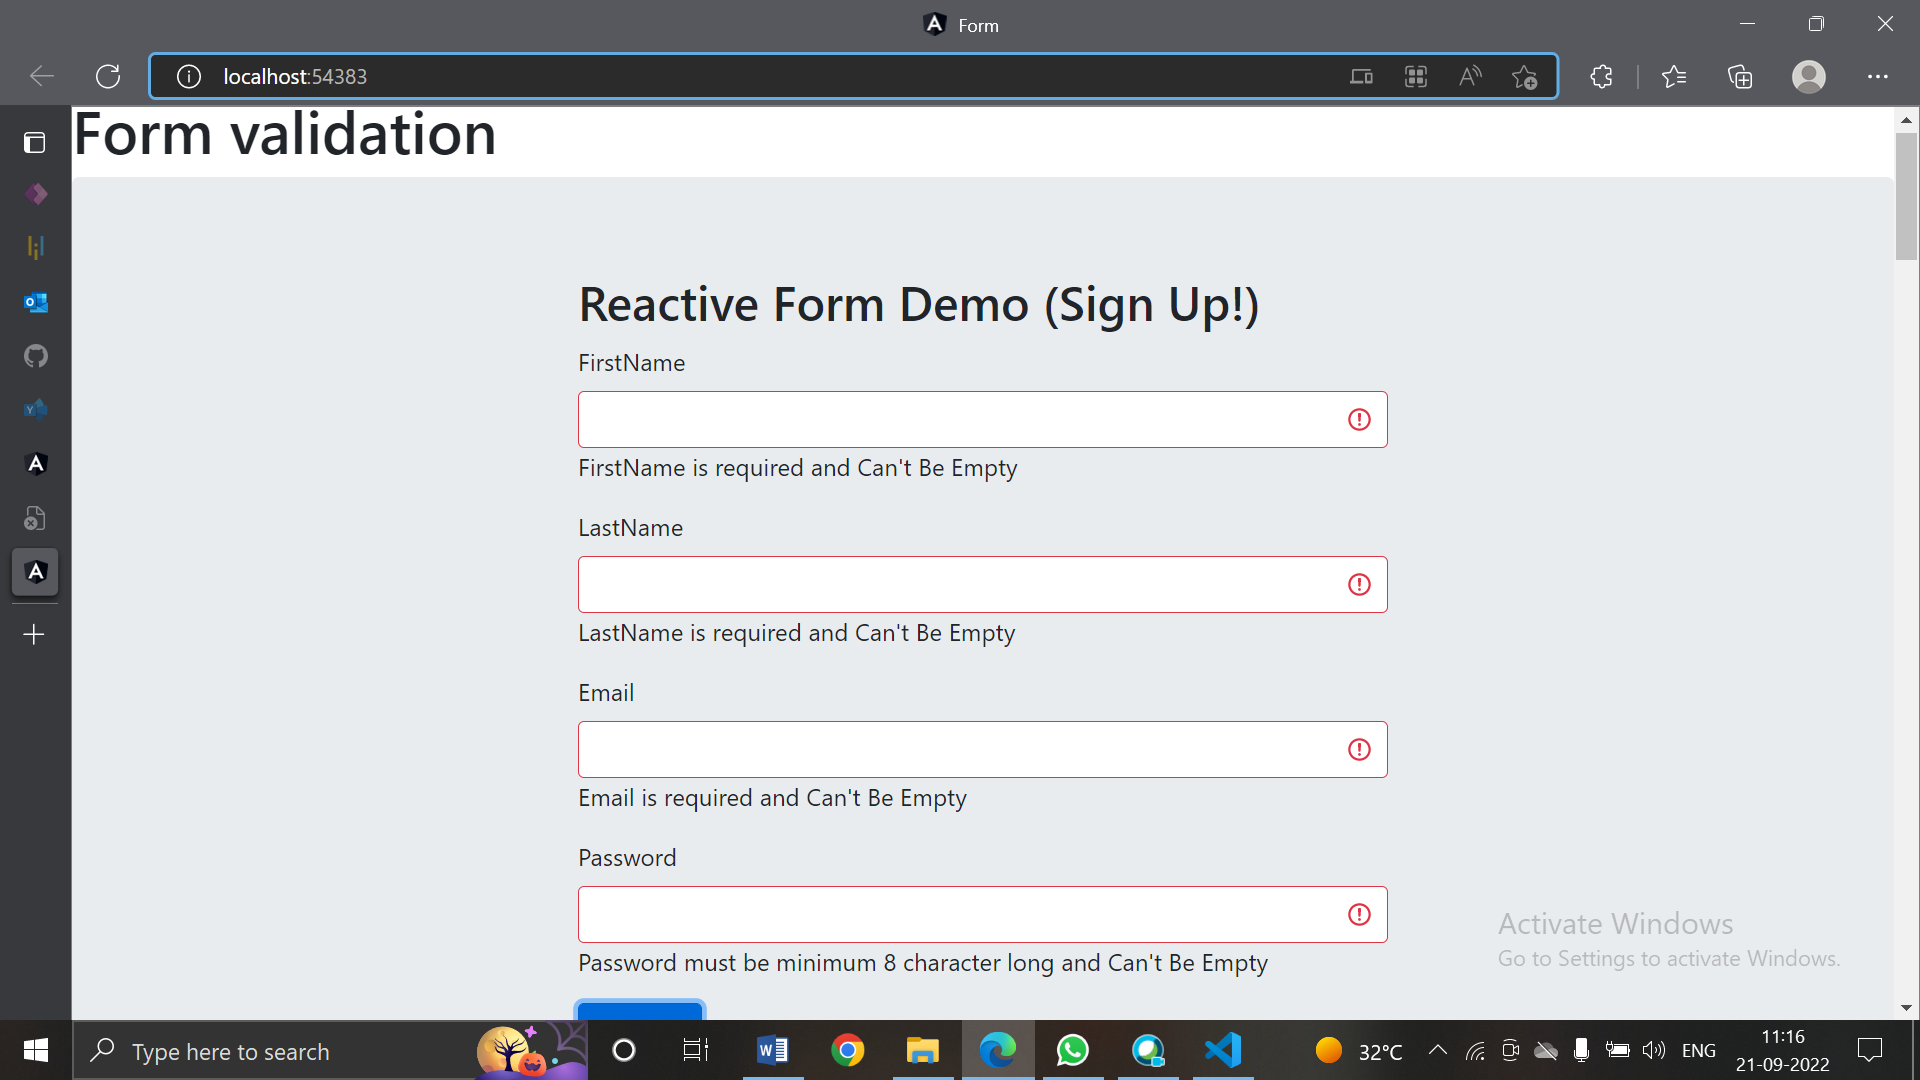 Form
localhost:54383
Form validation
Reactive Form Demo (Sign Up!)
FirstName
FirstName is required and Can't Be Empty
LastName
LastName is required and Can't Be Empty
Email
Email is required and Can't Be Empty
Password
Password must be minimum 8 character long and Can't Be Empty
Activate Windows
Go to Settings to activate Windows.
Type here to search
32°C
ENG
11:16
21-09-2022